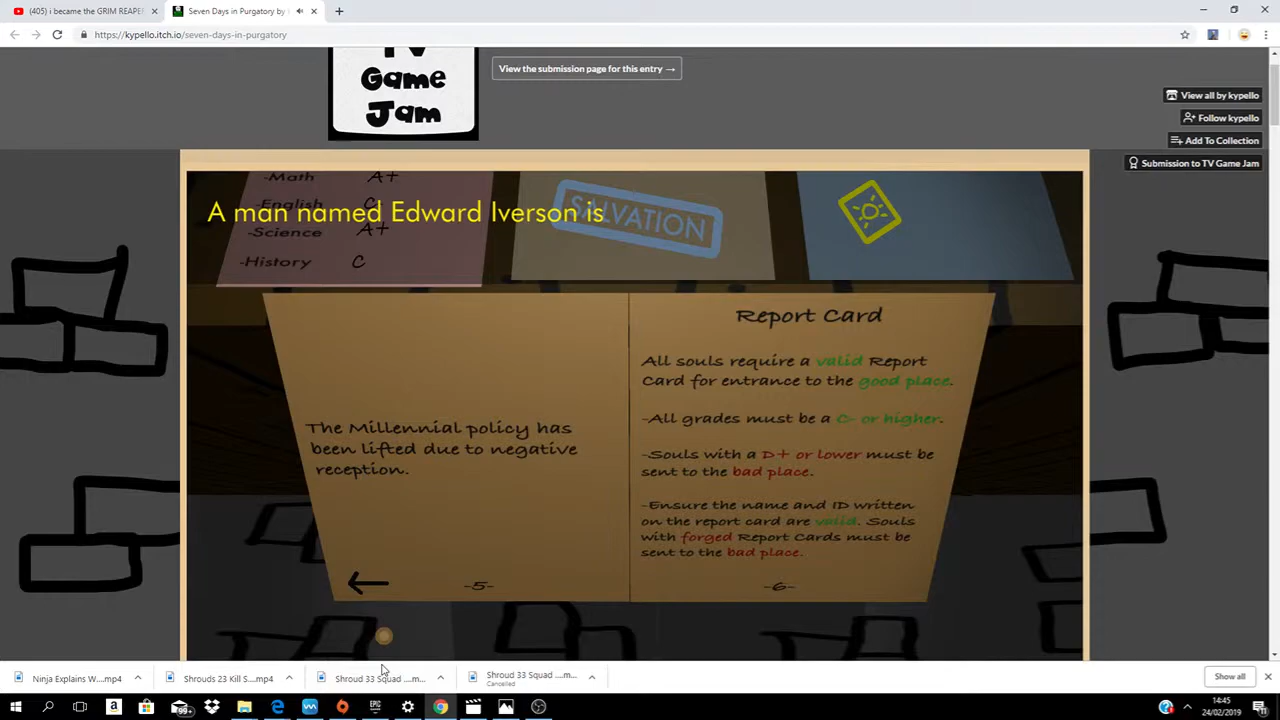 (405) i became the GRIM REAPER
Seven Days in Purgatory by
https://kypello.itch.io/seven-days-in-purgatory
TV
Game
Jam
View the submission page for this entry →
View all by kypello
Follow kypello
Add To Collection
Submission to TV Game Jam
-Math A+
-English C
-Science A+
-History C
A man named Edward Iverson is
SALVATION
The Millennial policy has
been lifted due to negative
reception.
-5-
Report Card
All souls require a valid Report
Card for entrance to the good place.
-All grades must be a C- or higher.
-Souls with a D+ or lower must be
sent to the bad place.
-Ensure the name and ID written
on the report card are valid. Souls
with forged Report Cards must be
sent to the bad place.
-6-
Ninja Explains W....mp4
Shrouds 23 Kill S....mp4
Shroud 33 Squad ....m...
Shroud 33 Squad ....m...
Cancelled
Show all
99+
EPIC
14:45
24/02/2019